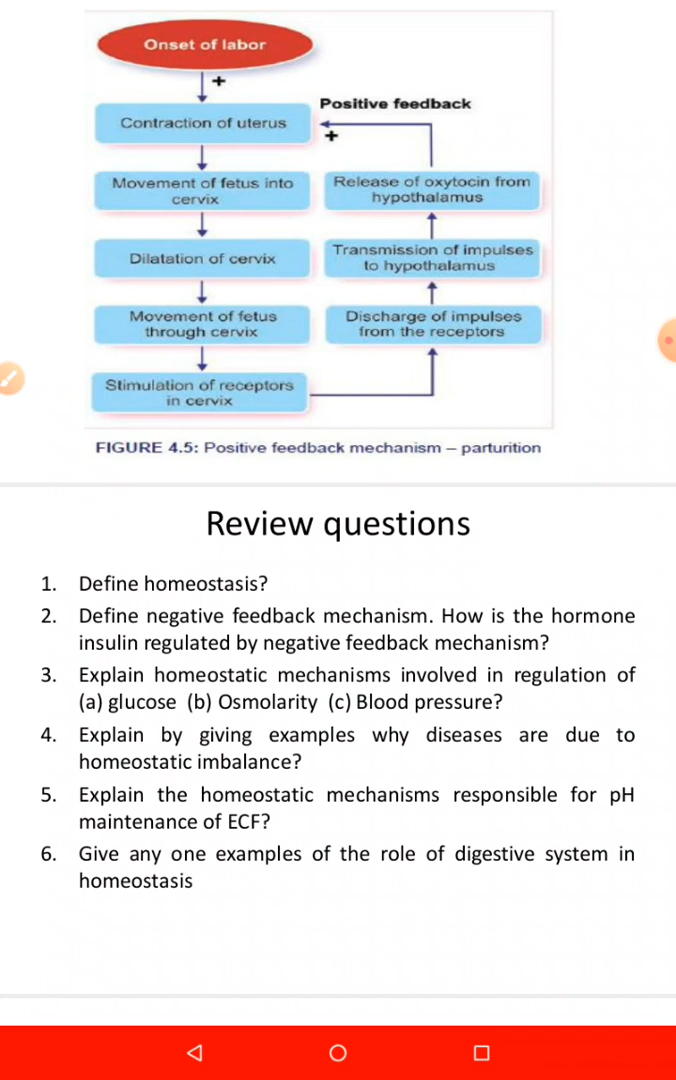 Onset of labor
+
Positive feedback
Contraction of uterus
+
Movement of fetus into
cervix
Release of oxytocin from
hypothalamus
Dilatation of cervix
Transmission of impulses
to hypothalamus
Movement of fetus
through cervix
Discharge of impulses
from the receptors
Stimulation of receptors
in cervix
FIGURE 4.5: Positive feedback mechanism – parturition
Review questions
1. Define homeostasis?
2. Define negative feedback mechanism. How is the hormone
insulin regulated by negative feedback mechanism?
3. Explain homeostatic mechanisms involved in regulation of
(a) glucose (b) Osmolarity (c) Blood pressure?
4. Explain by giving examples why diseases are due to
homeostatic imbalance?
5. Explain the homeostatic mechanisms responsible for pH
maintenance of ECF?
6. Give any one examples of the role of digestive system in
homeostasis